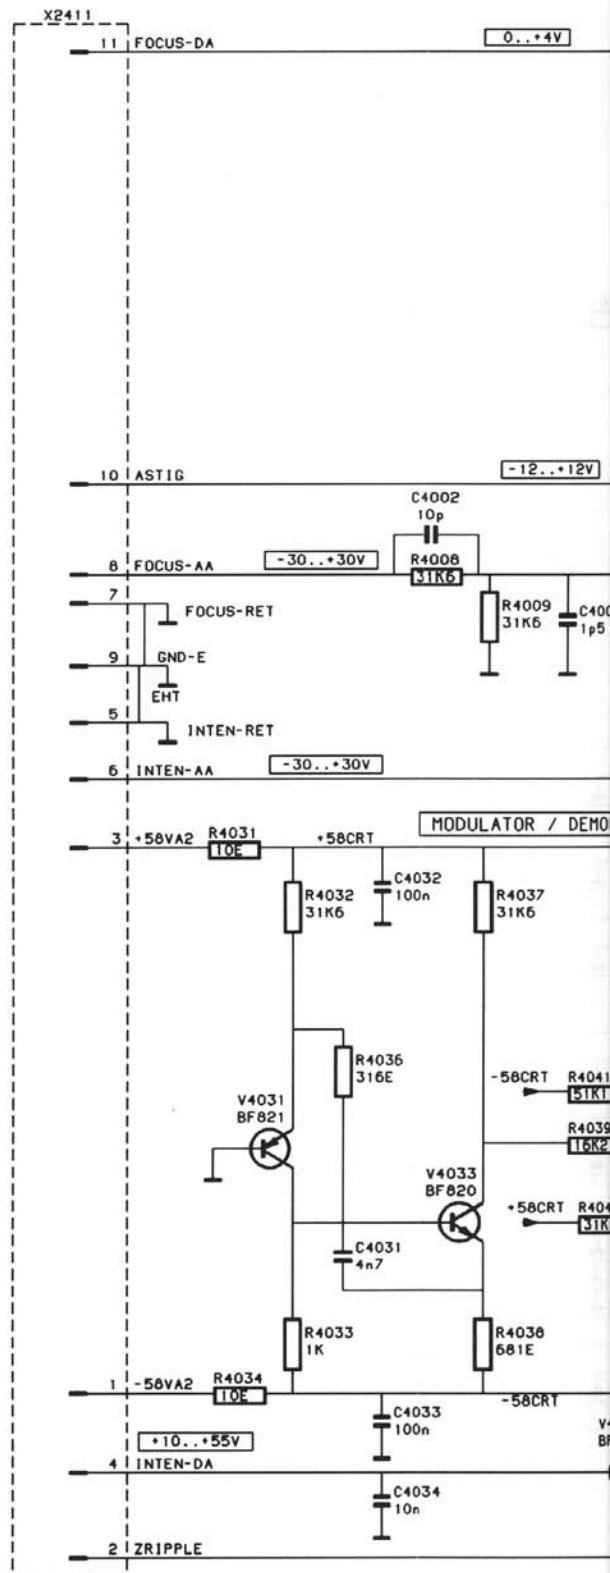 X2411
11 FOCUS-DA 0..+4V
10 ASTIG -12..+12V
C4002
10p
8 FOCUS-AA -30..+30V R4008
31K6
R4009
31K6
1p5
7 FOCUS-RET
9 GND-E
EHT
5 INTEN-RET
6 INTEN-AA -30..+30V
MODULATOR / DEMO
3 +58VA2 R4031 +58CRT
10E
R4032
31K6
C4032
100n
R4037
31K6
R4036
316E
-58CRT R4041
51K1
V4031
BF821
R4039
16K2
V4033
BF820
+58CRT
C4031
4n7
R4033
1K
R4038
681E
1 -58VA2 R4034 -58CRT
10E
C4033
100n
+10..+55V
4 INTEN-DA
C4034
10n
2 ZRIPPLE